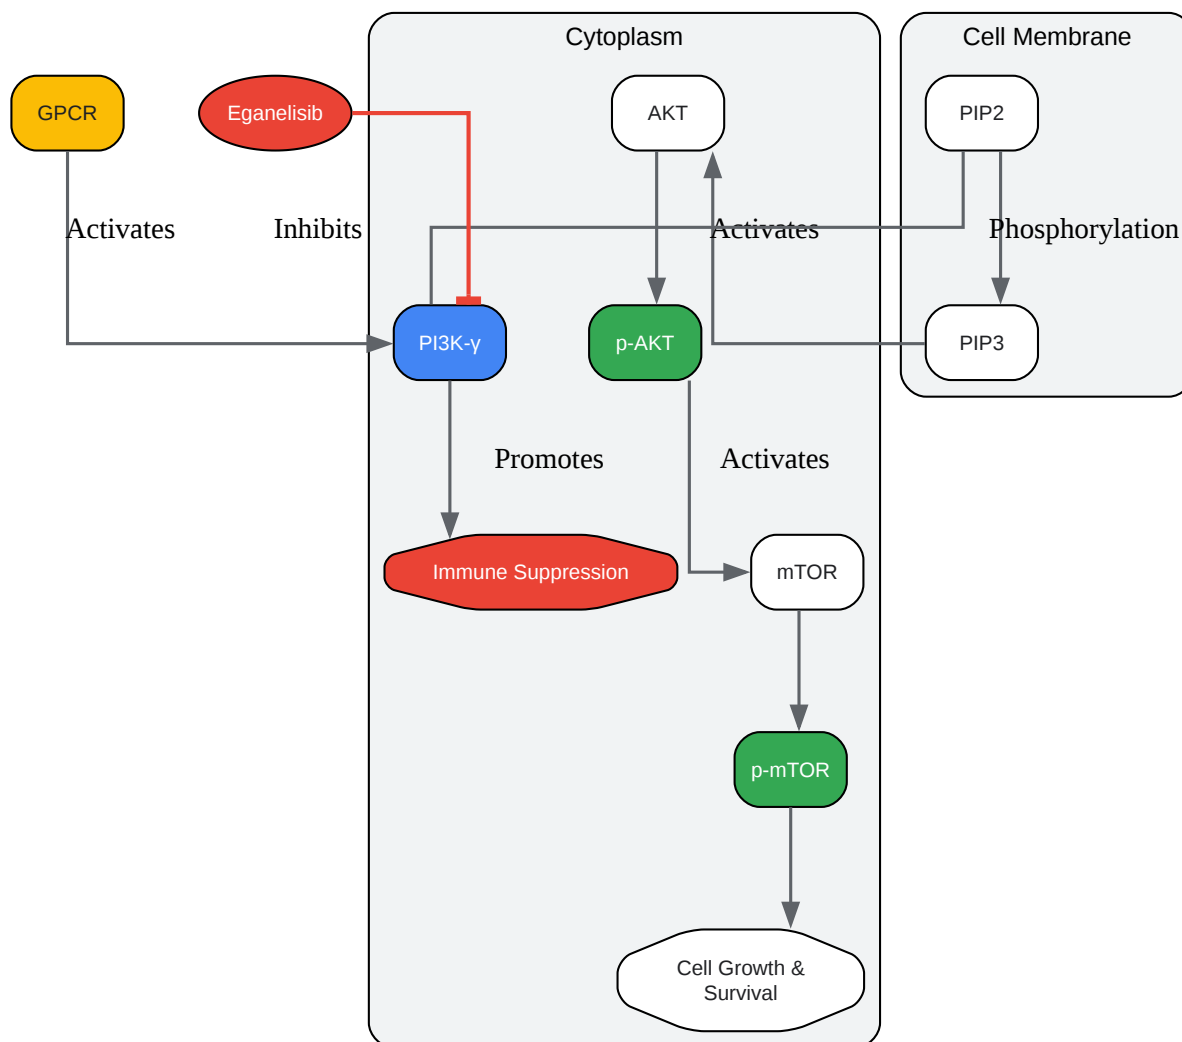 Cytoplasm
Cell Membrane
GPCR
Eganelisib
AKT
PIP2
Activates
Inhibits
Activates
Phosphorylation
PI3K-γ
p-AKT
PIP3
Promotes
Activates
Immune Suppression
mTOR
p-mTOR
Cell Growth &
Survival